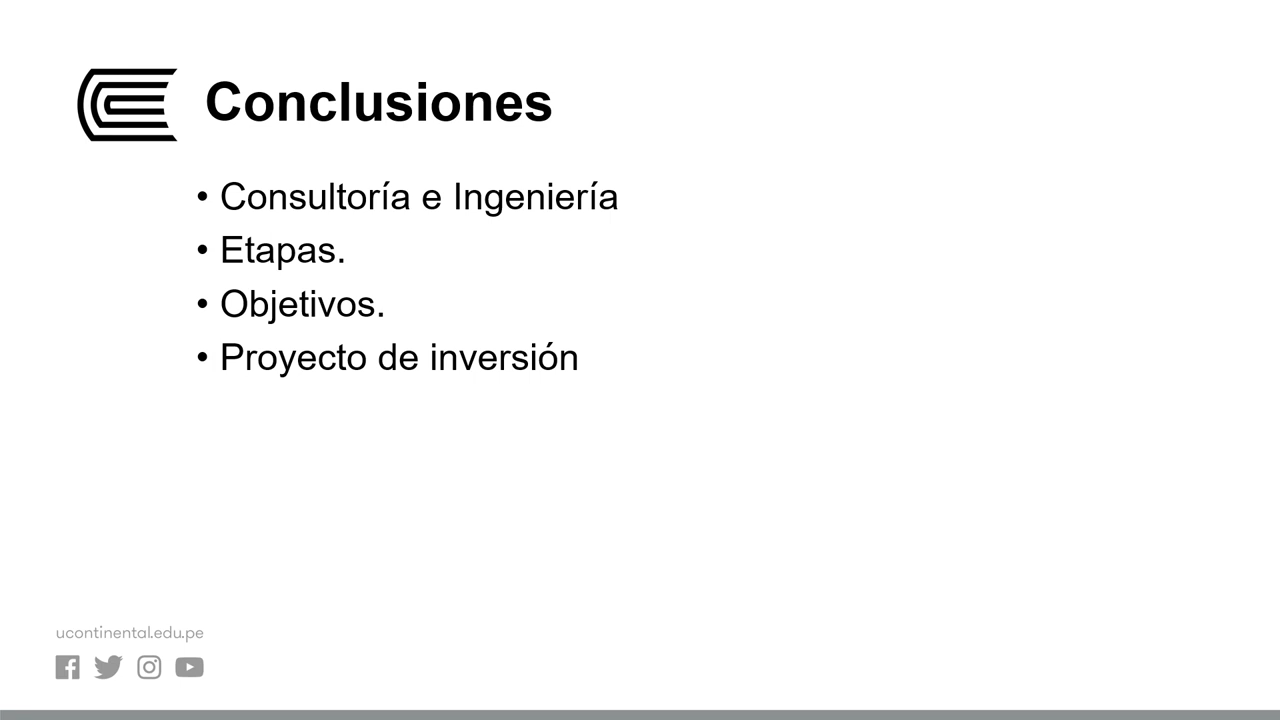 Conclusiones
• Consultoría e Ingeniería
• Etapas.
• Objetivos.
• Proyecto de inversión
ucontinental.edu.pe